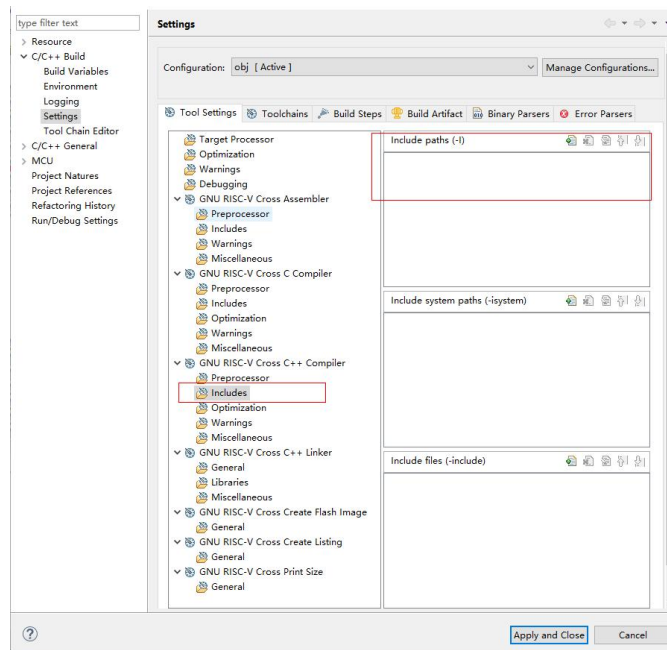 type filter text
Resource
C/C++ Build
Build Variables
Environment
Logging
Settings
Tool Chain Editor
C/C++ General
MCU
Project Natures
Project References
Refactoring History
Run/Debug Settings
Settings
Configuration: obj [ Active ]
Manage Configurations...
Tool Settings Toolchains Build Steps Build Artifact Binary Parsers Error Parsers
Target Processor
Optimization
Warnings
Debugging
GNU RISC-V Cross Assembler
Preprocessor
Includes
Warnings
Miscellaneous
GNU RISC-V Cross C Compiler
Preprocessor
Includes
Optimization
Warnings
Miscellaneous
GNU RISC-V Cross C++ Compiler
Preprocessor
Includes
Optimization
Warnings
Miscellaneous
GNU RISC-V Cross C++ Linker
General
Libraries
Miscellaneous
GNU RISC-V Cross Create Flash Image
General
GNU RISC-V Cross Create Listing
General
GNU RISC-V Cross Print Size
General
Include paths (-I)
Include system paths (-isystem)
Include files (-include)
Apply and Close
Cancel